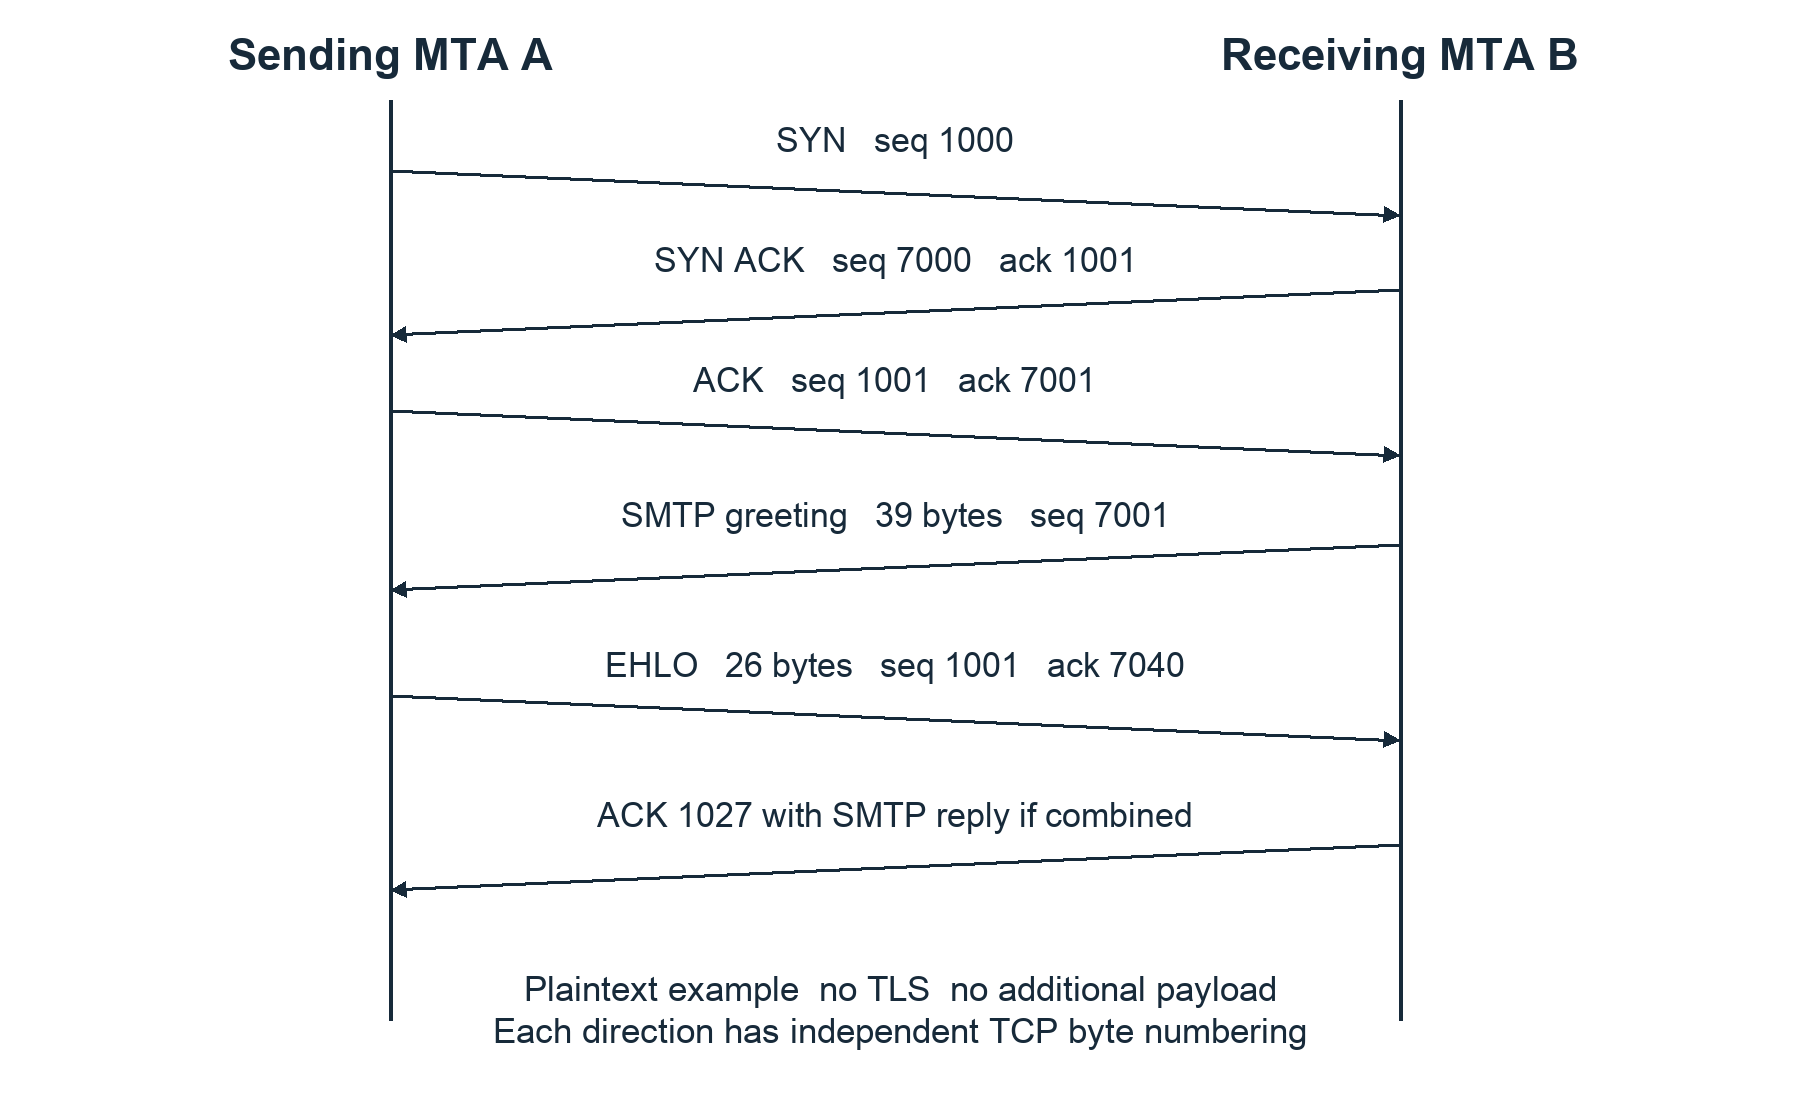 Sending MTA A
Receiving MTA B
SYN seq 1000
SYN ACK seq 7000 ack 1001
ACK seq 1001 ack 7001
SMTP greeting 39 bytes seq 7001
EHLO 26 bytes seq 1001 ack 7040
ACK 1027 with SMTP reply if combined
Plaintext example no TLS no additional payload
Each direction has independent TCP byte numbering